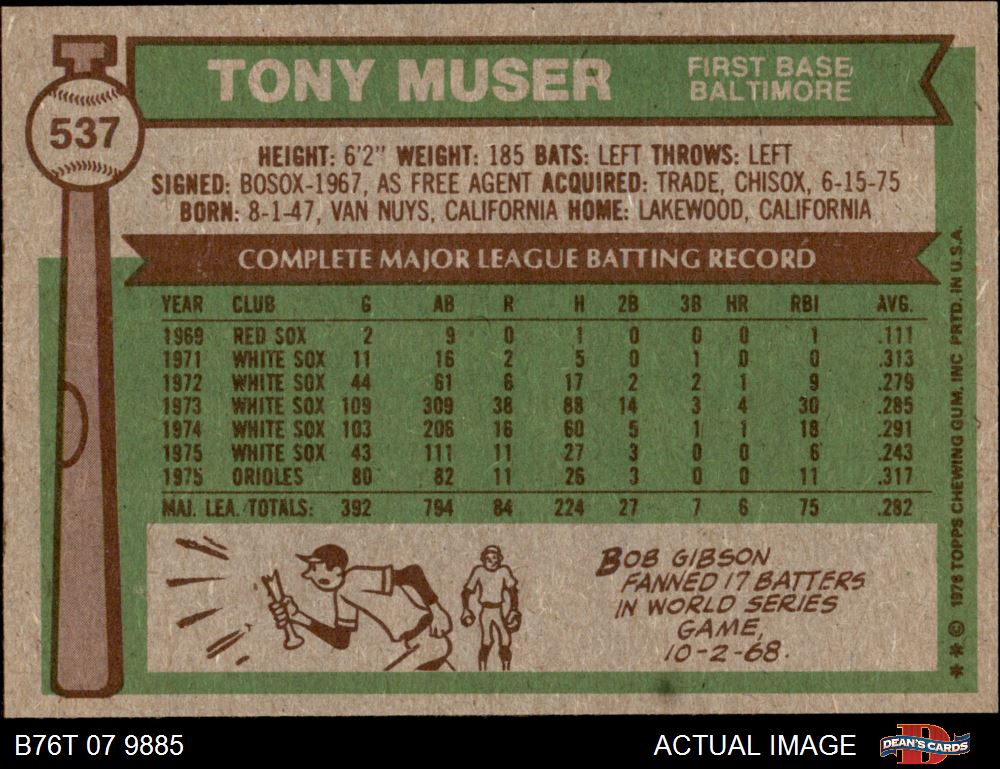 537
TONY MUSER
FIRST BASE
BALTIMORE
HEIGHT: 6'2" WEIGHT: 185 BATS: LEFT THROWS: LEFT
SIGNED: BOSOX-1967, AS FREE AGENT ACQUIRED: TRADE, CHISOX, 6-15-75
BORN: 8-1-47, VAN NUYS, CALIFORNIA HOME: LAKEWOOD, CALIFORNIA
COMPLETE MAJOR LEAGUE BATTING RECORD
YEAR CLUB G AB R H 2B 3B HR RBI AVG.
1969 RED SOX 2 9 0 1 0 0 0 1 .111
1971 WHITE SOX 11 16 2 5 0 1 0 0 .313
1972 WHITE SOX 44 61 6 17 2 2 1 9 .279
1973 WHITE SOX 109 309 38 88 14 3 4 30 .285
1974 WHITE SOX 103 206 16 60 5 1 1 18 .291
1975 WHITE SOX 43 111 11 27 3 0 0 6 .243
1975 ORIOLES 80 82 11 26 3 0 0 11 .317
MAJ. LEA. TOTALS: 392 794 84 224 27 7 6 75 .282
BOB GIBSON
FANNED 17 BATTERS
IN WORLD SERIES
GAME,
10-2-68.
* * © 1976 TOPPS CHEWING GUM, INC PRTD. IN U.S.A.
B76T 07 9885
ACTUAL IMAGE
D
DEAN'S CARDS